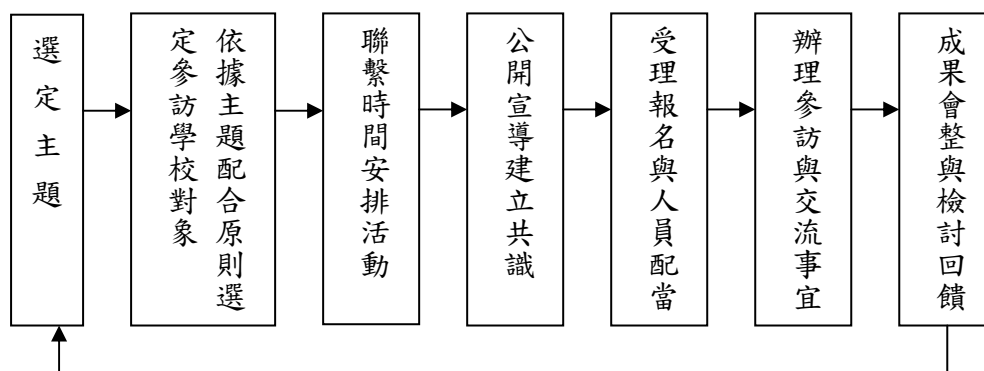 選定主題
依據主題配合原則選
定參訪學校對象
聯繫時間安排活動
公開宣導建立共識
受理報名與人員配當
辦理參訪與交流事宜
成果會整與檢討回饋